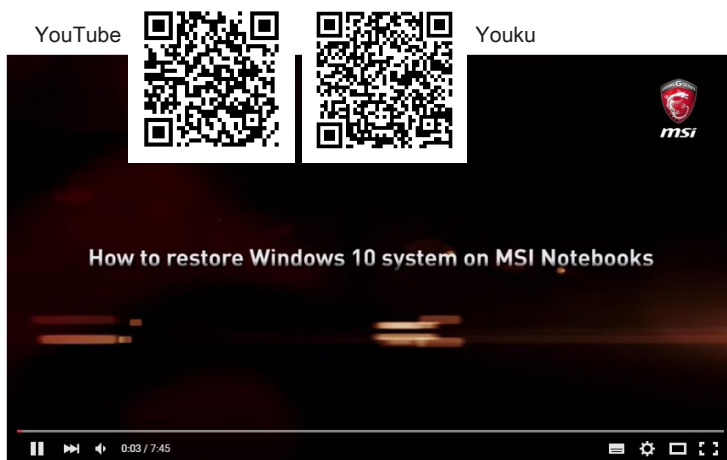 YouTube
Youku
msi
How to restore Windows 10 system on MSI Notebooks
0:03 / 7:45